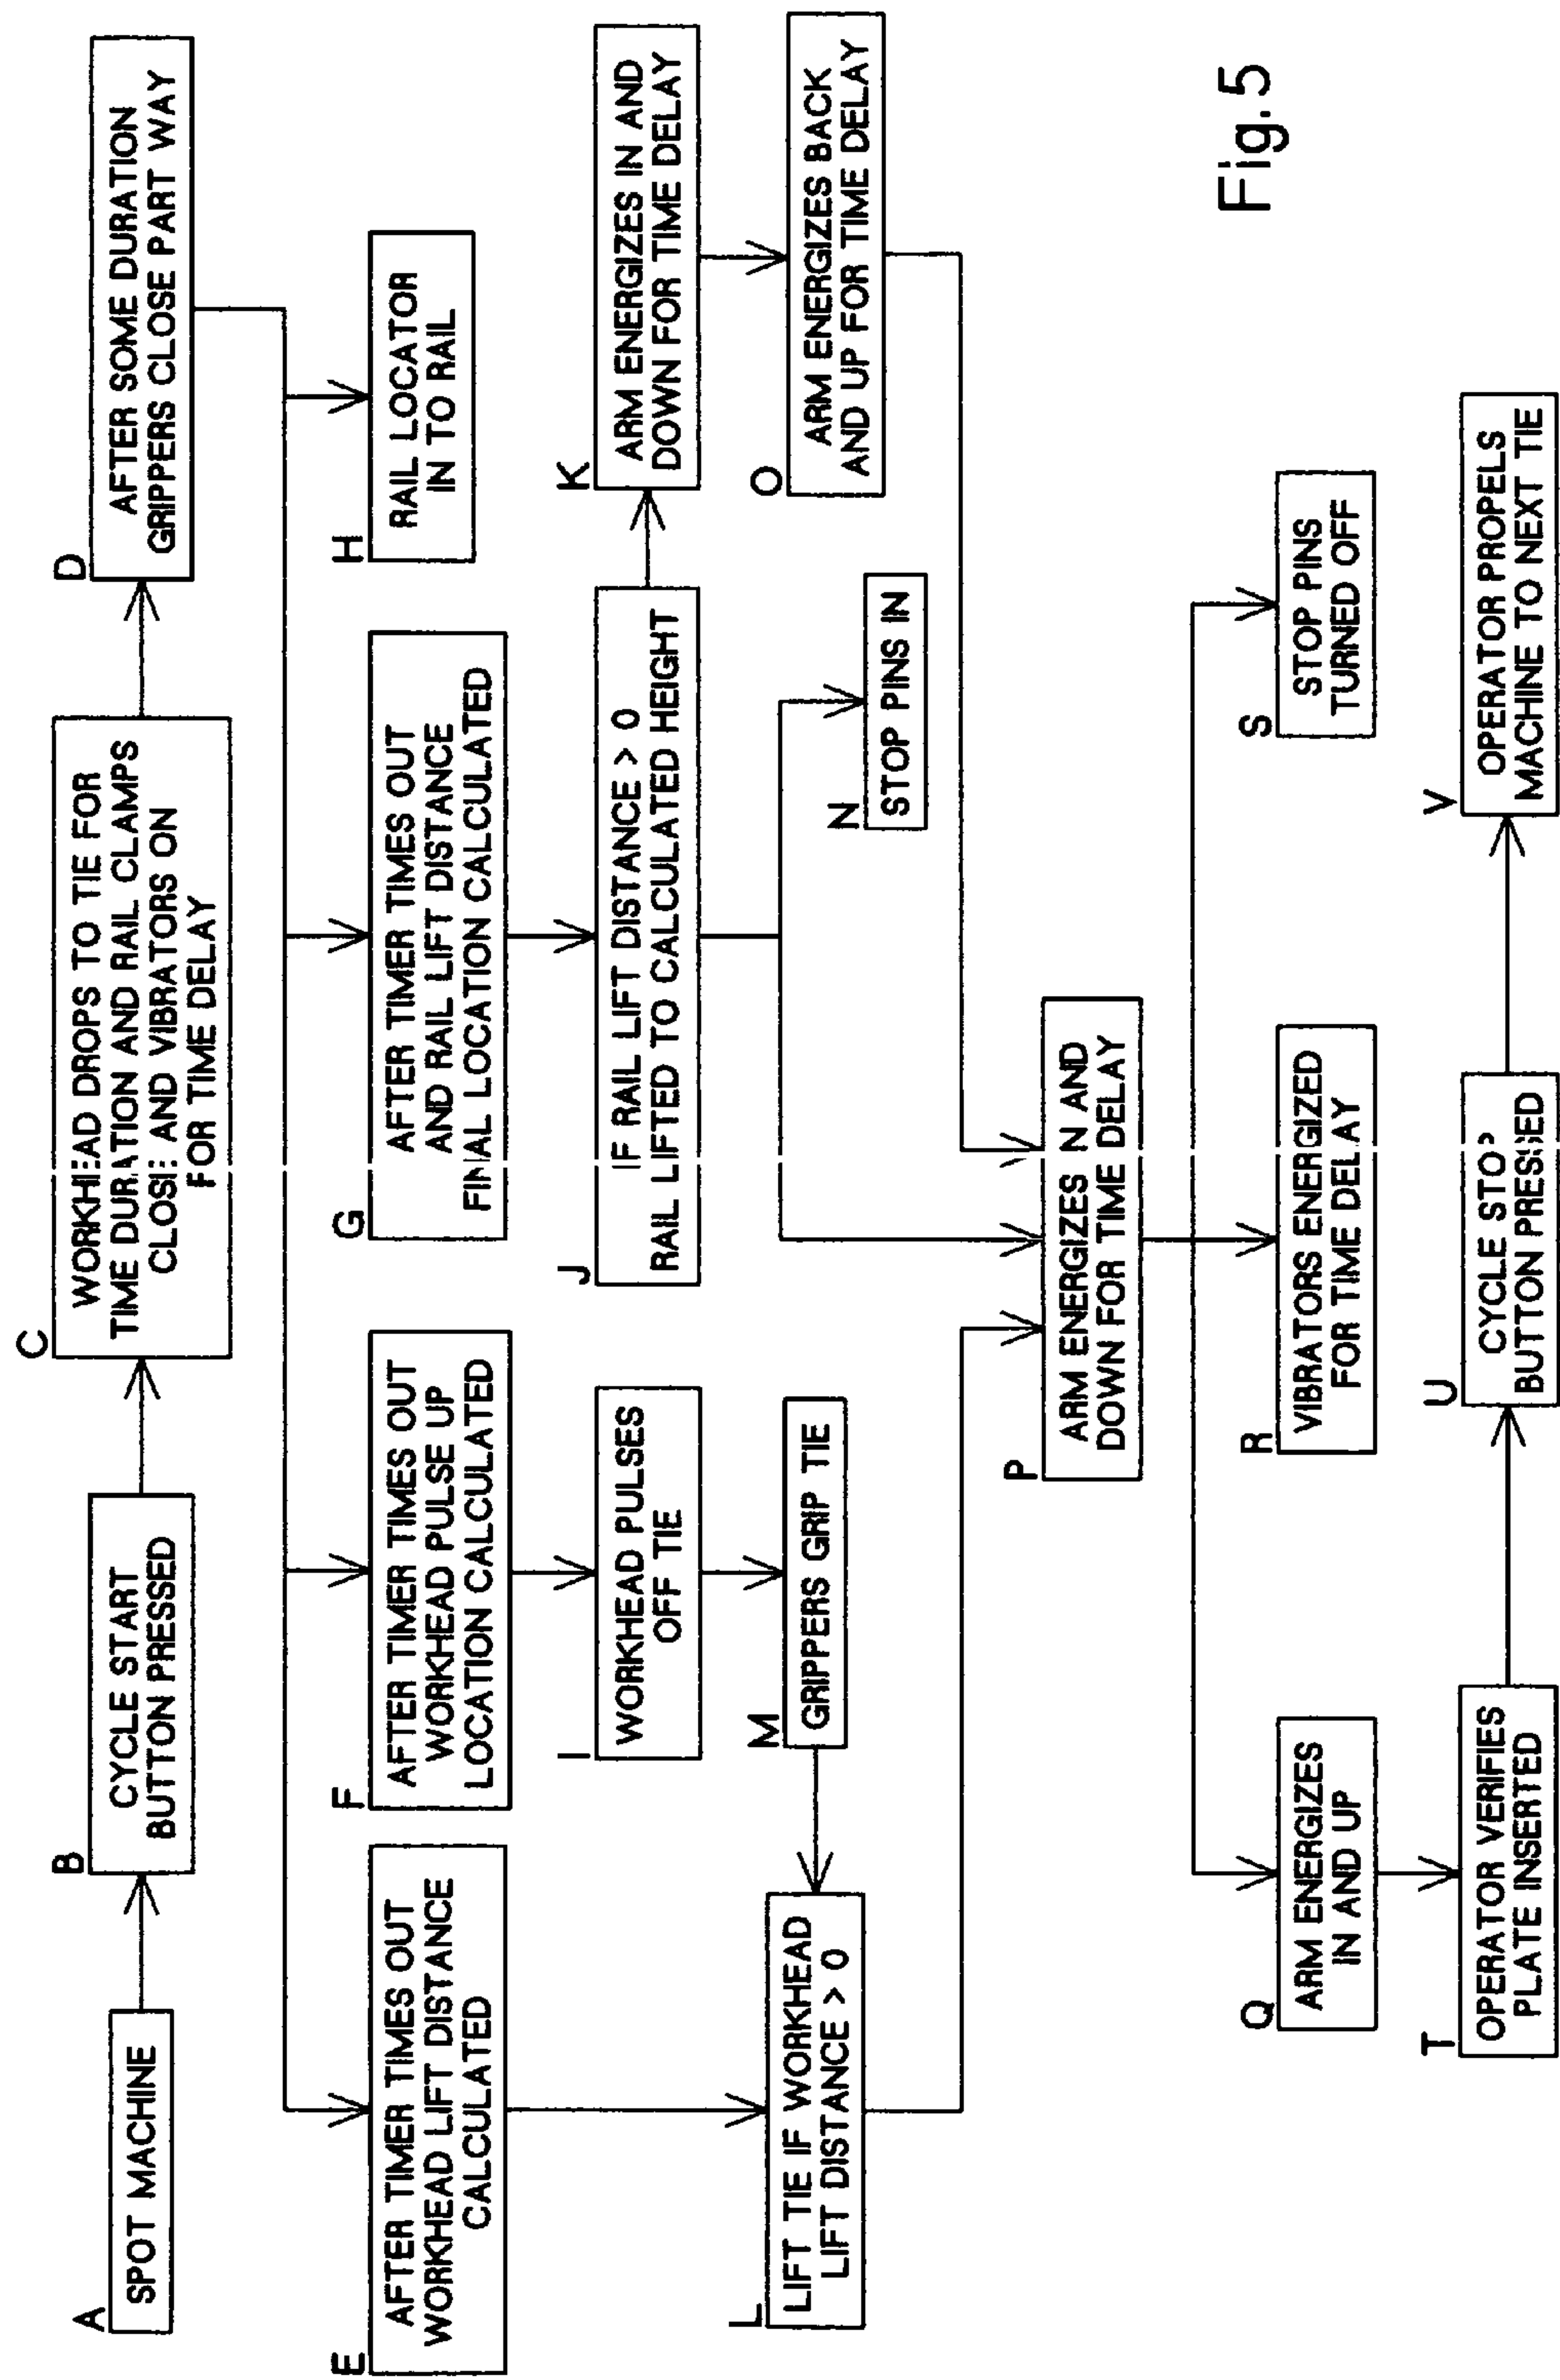 A
SPOT MACHINE
B
CYCLE START
BUTTON PRESSED
C
WORKHEAD DROPS TO TIE FOR
TIME DURATION AND RAIL CLAMPS
CLOSE AND VIBRATORS ON
FOR TIME DELAY
D
AFTER SOME DURATION
GRIPPERS CLOSE PART WAY
E
AFTER TIMER TIMES OUT
WORKHEAD LIFT DISTANCE
CALCULATED
F
AFTER TIMER TIMES OUT
WORKHEAD PULSE UP
LOCATION CALCULATED
G
AFTER TIMER TIMES OUT
AND RAIL LIFT DISTANCE
FINAL LOCATION CALCULATED
H
RAIL LOCATOR
IN TO RAIL
I
WORKHEAD PULSES
OFF TIE
J
IF RAIL LIFT DISTANCE > 0
RAIL LIFTED TO CALCULATED HEIGHT
K
ARM ENERGIZES IN AND
DOWN FOR TIME DELAY
L
LIFT TIE IF WORKHEAD
LIFT DISTANCE > 0
M
GRIPPERS GRIP TIE
N
STOP PINS IN
O
ARM ENERGIZES BACK
AND UP FOR TIME DELAY
P
ARM ENERGIZES IN AND
DOWN FOR TIME DELAY
Q
ARM ENERGIZES
IN AND UP
R
VIBRATORS ENERGIZED
FOR TIME DELAY
S
STOP PINS
TURNED OFF
T
OPERATOR VERIFIES
PLATE INSERTED
U
CYCLE STOP
BUTTON PRESSED
V
OPERATOR PROPELS
MACHINE TO NEXT TIE
Fig.5